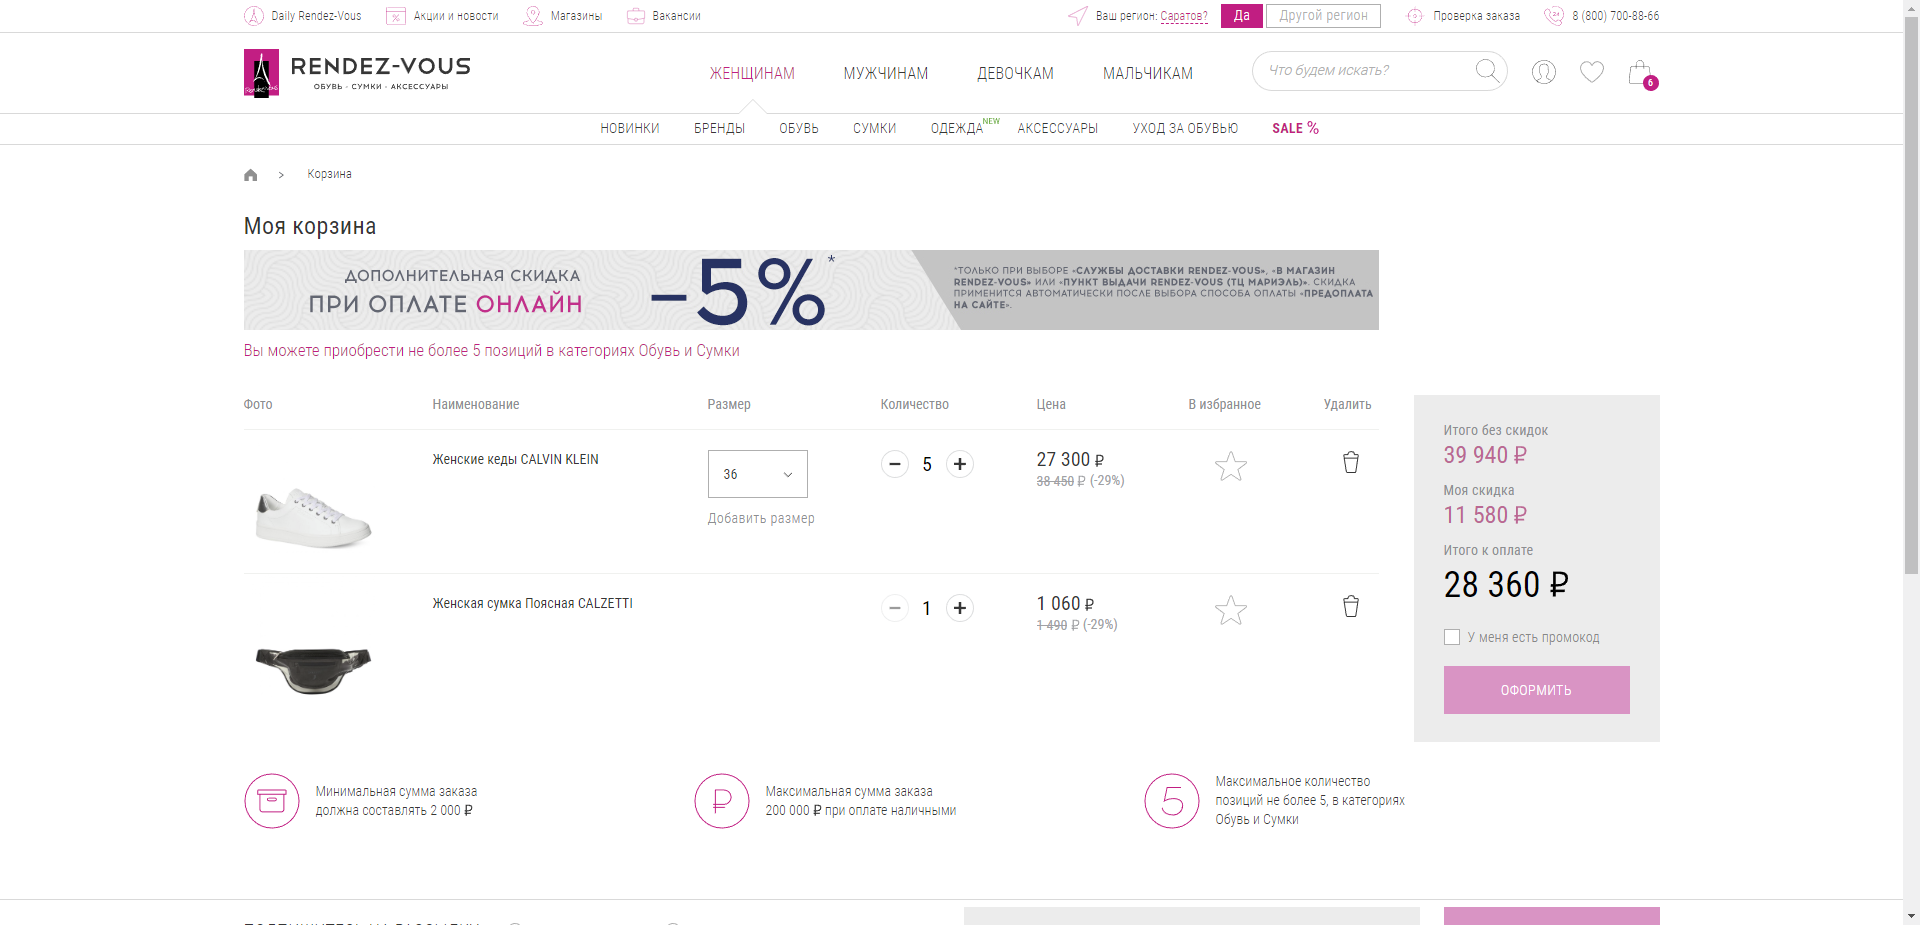 Daily Rendez-Vous
Акции и новости
Магазины
Вакансии
Ваш регион: Саратов?
Да
Другой регион
Проверка заказа
8 (800) 700-88-66
RENDEZ-VOUS
ОБУВЬ · СУМКИ · АКСЕССУАРЫ
ЖЕНЩИНАМ
МУЖЧИНАМ
ДЕВОЧКАМ
МАЛЬЧИКАМ
Что будем искать?
6
НОВИНКИ
БРЕНДЫ
ОБУВЬ
СУМКИ
ОДЕЖДА NEW
АКСЕССУАРЫ
УХОД ЗА ОБУВЬЮ
SALE %
> Корзина
Моя корзина
ДОПОЛНИТЕЛЬНАЯ СКИДКА
ПРИ ОПЛАТЕ ОНЛАЙН
–5%*
*ТОЛЬКО ПРИ ВЫБОРЕ «СЛУЖБЫ ДОСТАВКИ RENDEZ-VOUS», «В МАГАЗИН
RENDEZ-VOUS» ИЛИ «ПУНКТ ВЫДАЧИ RENDEZ-VOUS (ТЦ МАРИЭЛЬ)». СКИДКА
ПРИМЕНИТСЯ АВТОМАТИЧЕСКИ ПОСЛЕ ВЫБОРА СПОСОБА ОПЛАТЫ «ПРЕДОПЛАТА
НА САЙТЕ».
Вы можете приобрести не более 5 позиций в категориях Обувь и Сумки
Фото
Наименование
Размер
Количество
Цена
В избранное
Удалить
Женские кеды CALVIN KLEIN
36
Добавить размер
5
27 300 ₽
38 450 ₽ (-29%)
Женская сумка Поясная CALZETTI
1
1 060 ₽
1 490 ₽ (-29%)
Итого без скидок
39 940 ₽
Моя скидка
11 580 ₽
Итого к оплате
28 360 ₽
У меня есть промокод
ОФОРМИТЬ
Минимальная сумма заказа
должна составлять 2 000 ₽
₽
Максимальная сумма заказа
200 000 ₽ при оплате наличными
5
Максимальное количество
позиций не более 5, в категориях
Обувь и Сумки